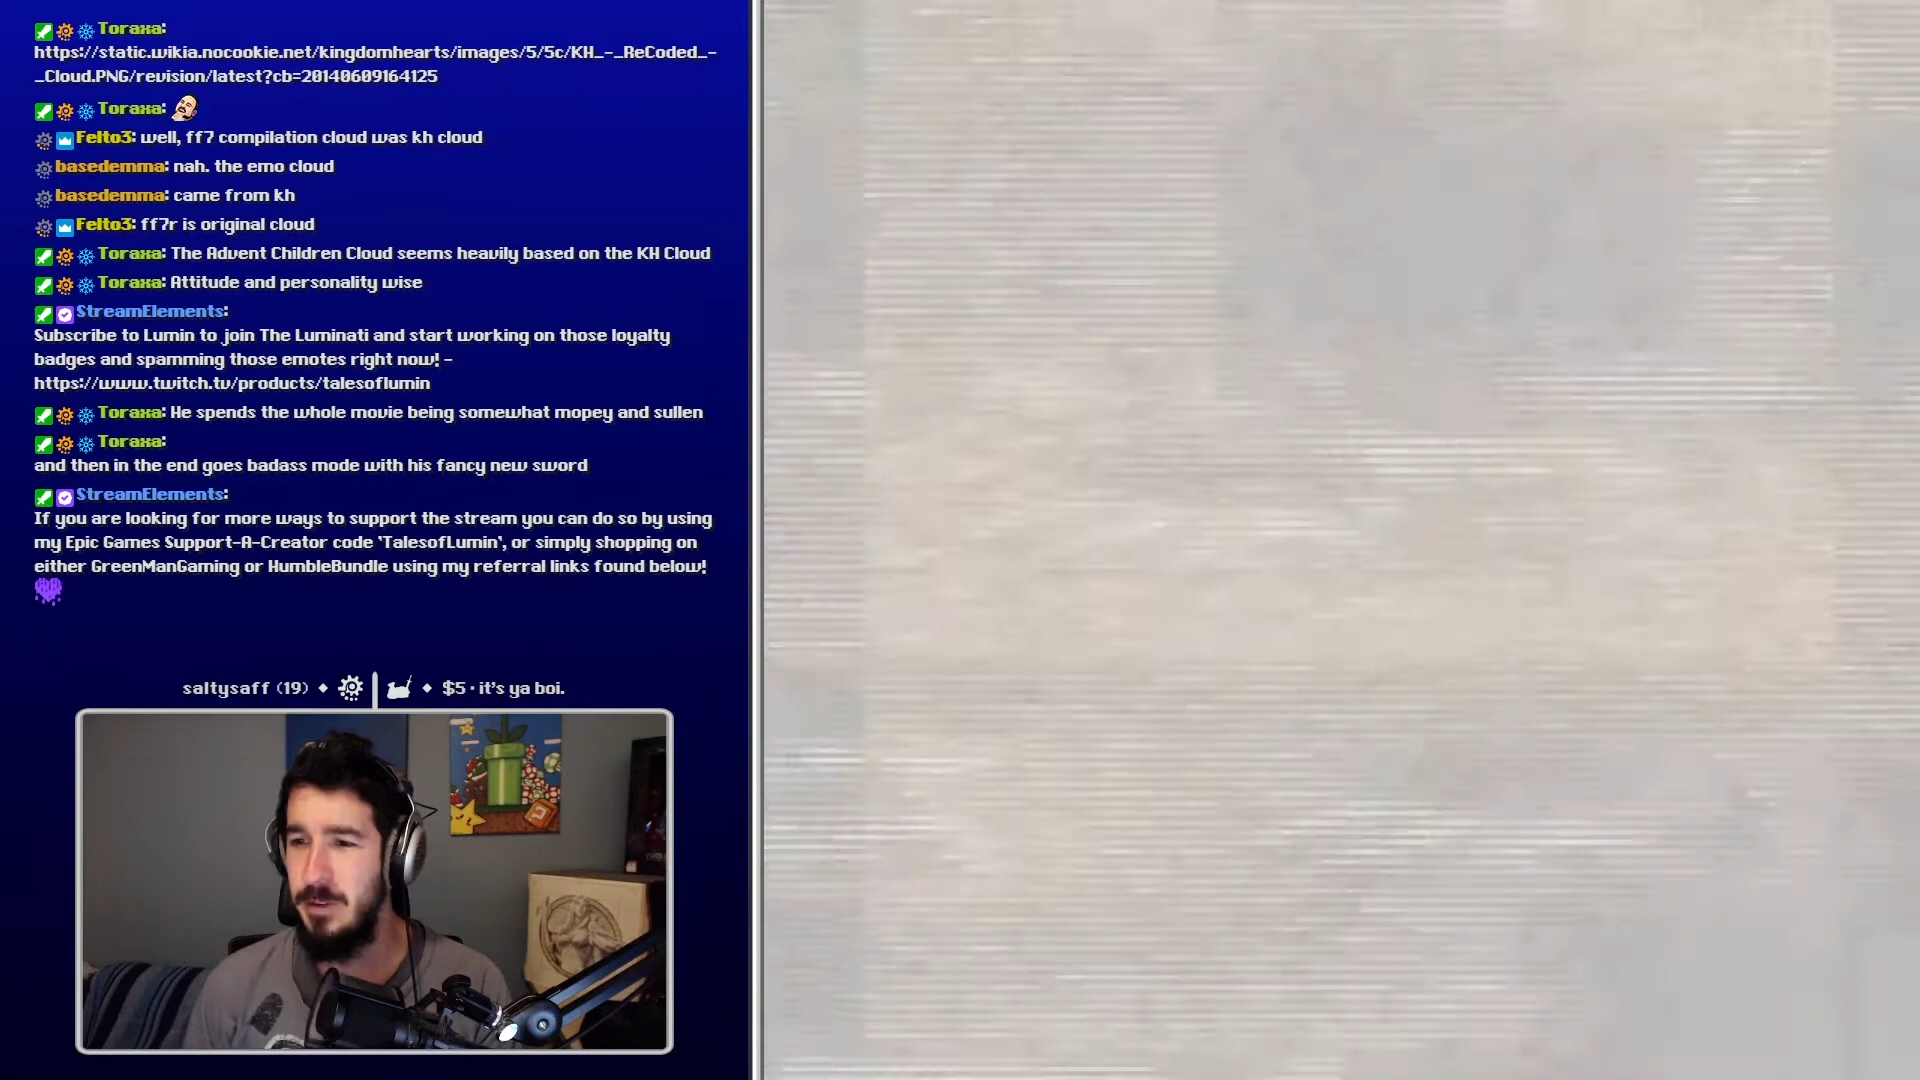 Toraxa:
https://static.wikia.nocookie.net/kingdomhearts/images/5/5c/KH_-_ReCoded_-
_Cloud.PNG/revision/latest?cb=20140609164125
Toraxa:
Felto3: well, ff7 compilation cloud was kh cloud
basedemma: nah. the emo cloud
basedemma: came from kh
Felto3: ff7r is original cloud
Toraxa: The Advent Children Cloud seems heavily based on the KH Cloud
Toraxa: Attitude and personality wise
StreamElements:
Subscribe to Lumin to join The Luminati and start working on those loyalty
badges and spamming those emotes right now! -
https://www.twitch.tv/products/talesoflumin
Toraxa: He spends the whole movie being somewhat mopey and sullen
Toraxa:
and then in the end goes badass mode with his fancy new sword
StreamElements:
If you are looking for more ways to support the stream you can do so by using
my Epic Games Support-A-Creator code 'TalesofLumin', or simply shopping on
either GreenManGaming or HumbleBundle using my referral links found below!
saltysaff (19) ◆ ◆ $5 · it's ya boi.